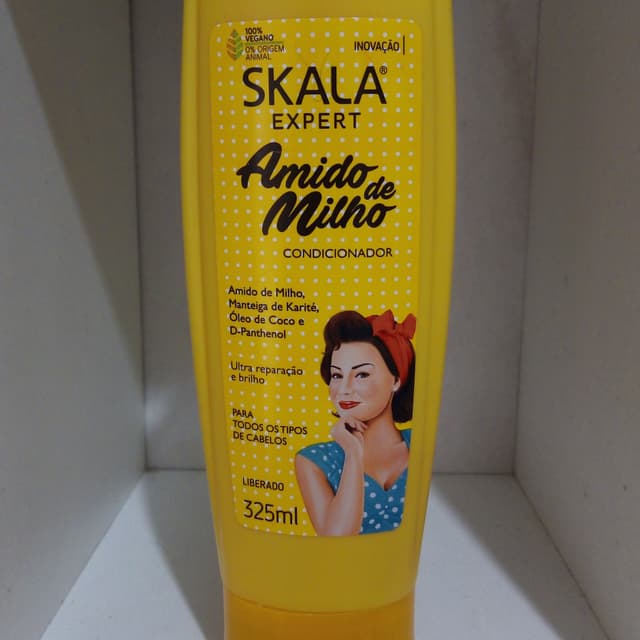 100%
VEGANO
0% ORIGEM
ANIMAL
INOVAÇÃO
SKALA®
EXPERT
Amido de
Milho
CONDICIONADOR
Amido de Milho,
Manteiga de Karité,
Óleo de Coco e
D-Panthenol
Ultra reparação
e brilho
PARA
TODOS OS TIPOS
DE CABELOS
LIBERADO
325ml